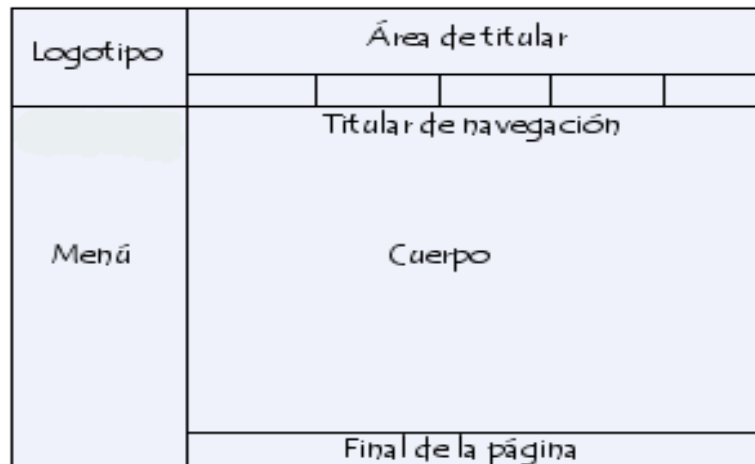 Logotipo
Área de titular
Titular de navegación
Menú
Cuerpo
Final de la página